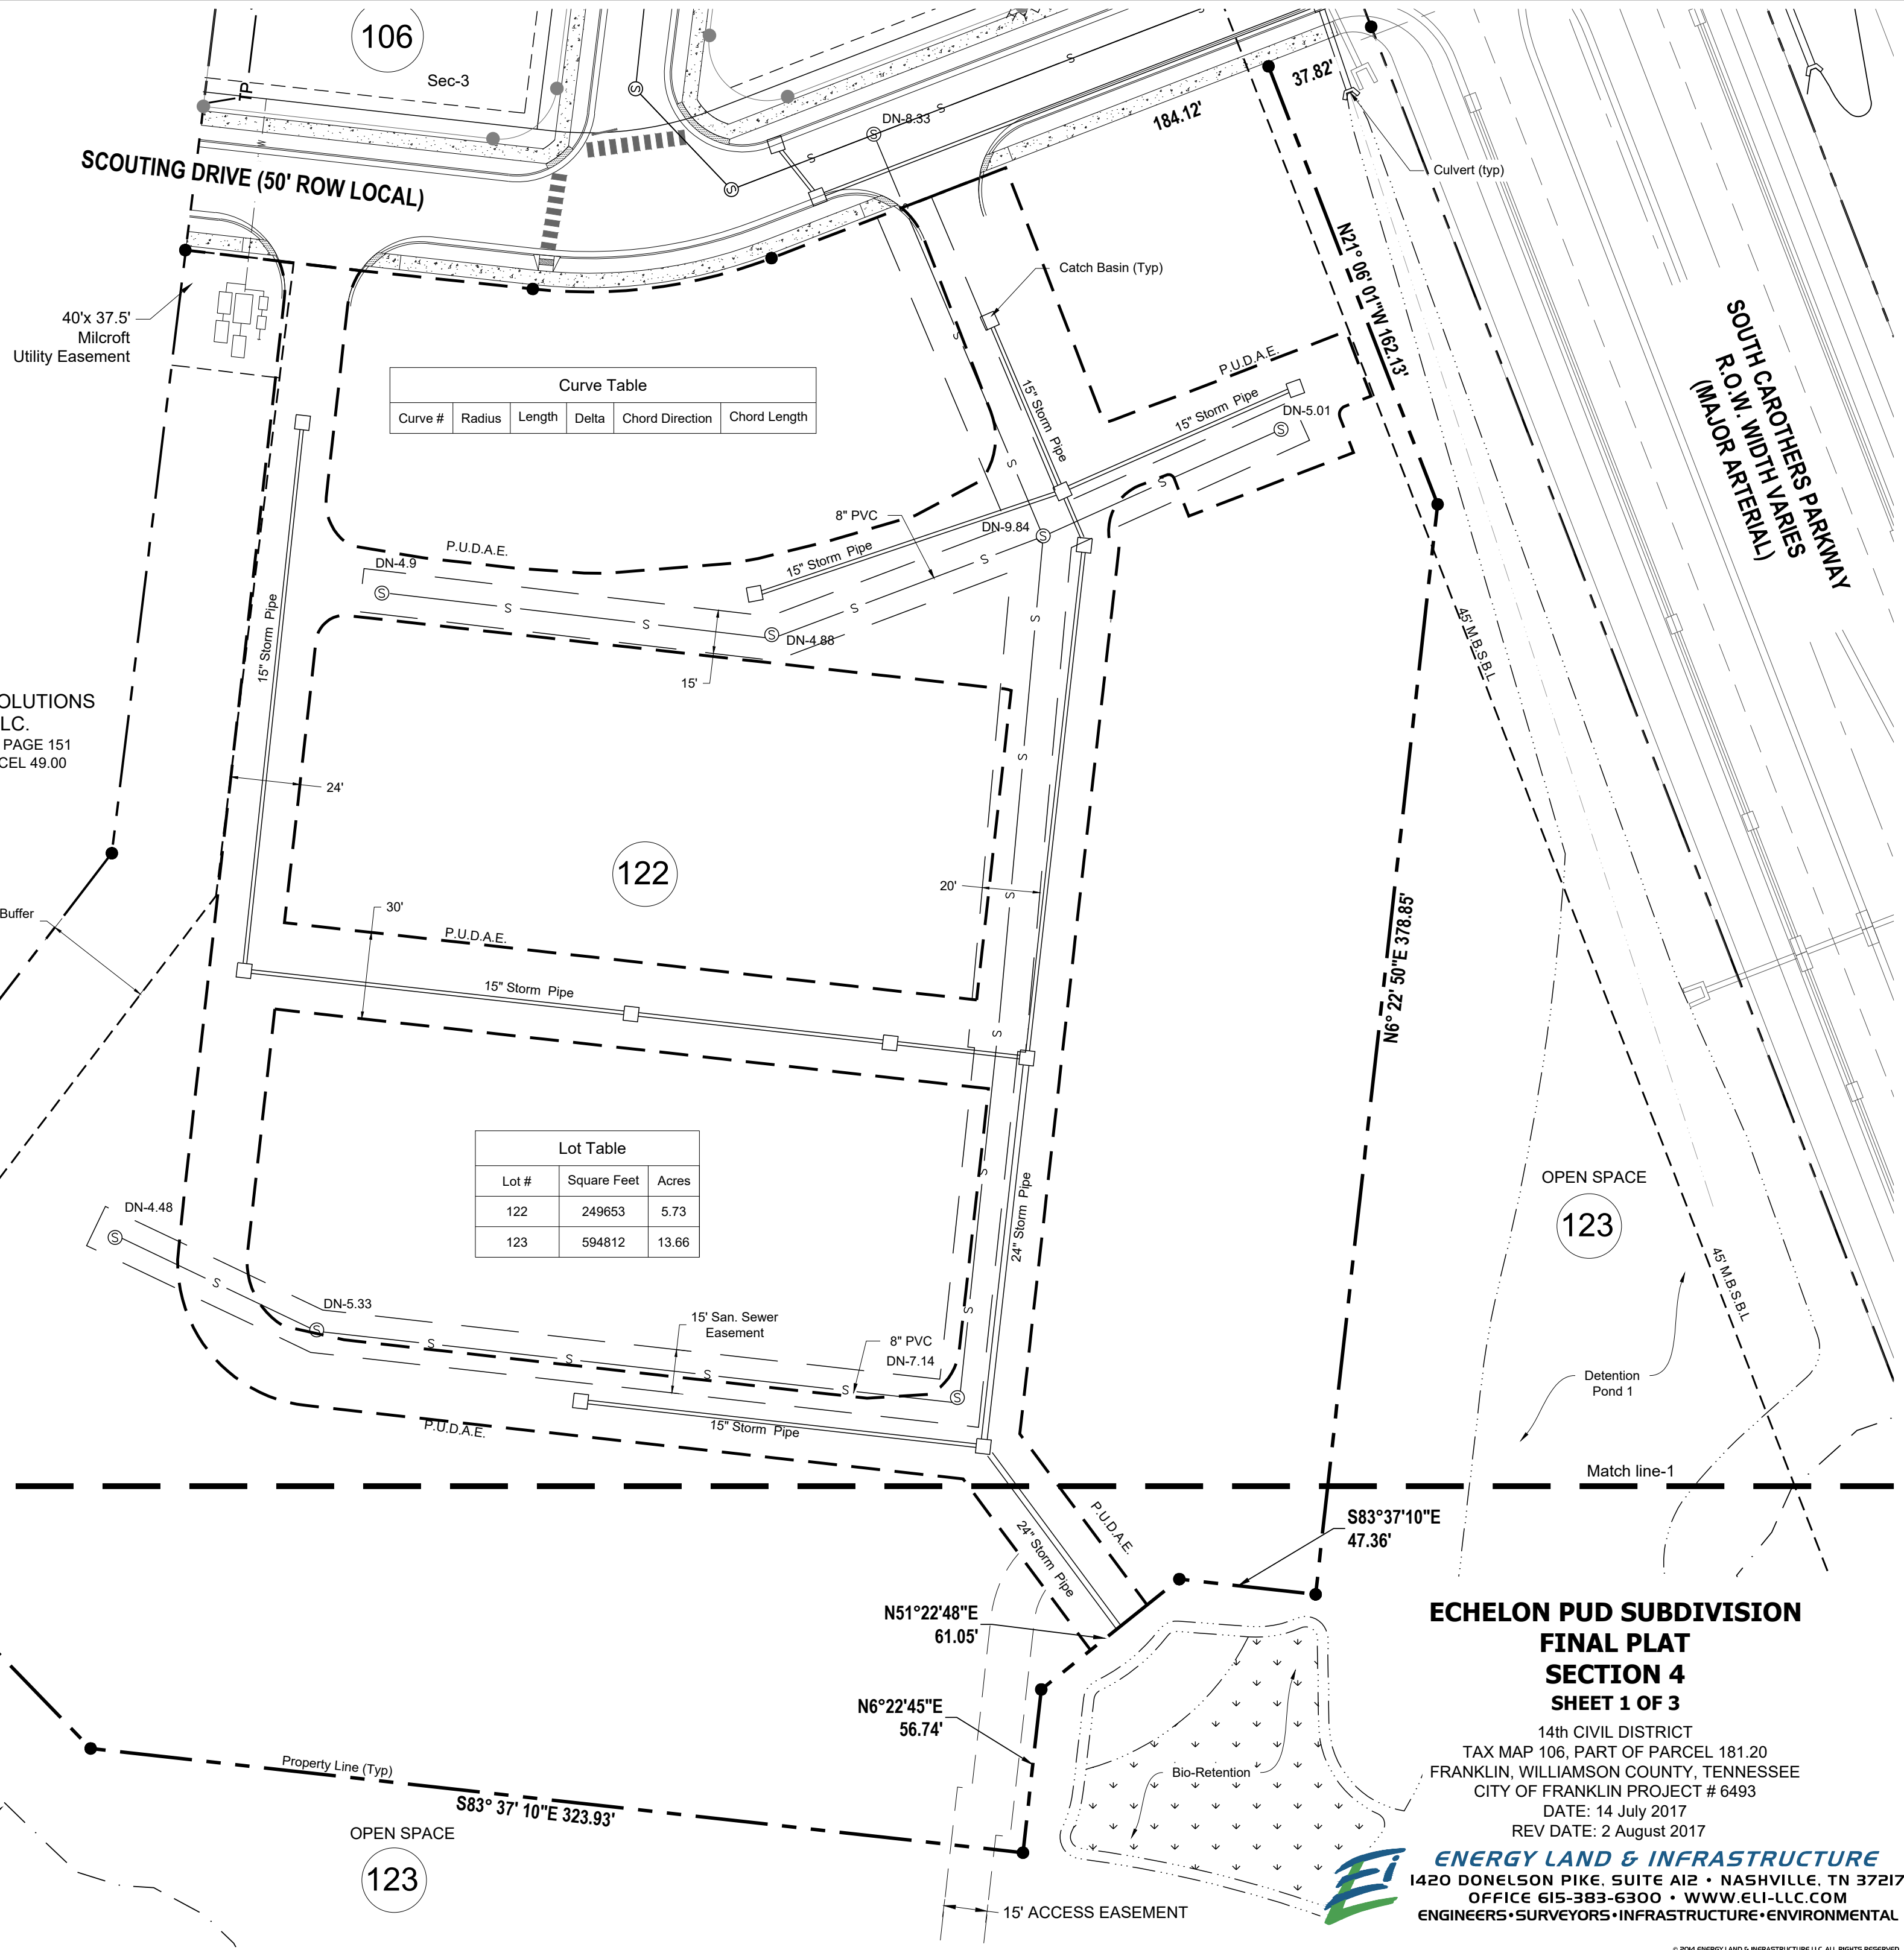 106
Sec-3
TP
W
SCOUTING DRIVE (50' ROW LOCAL)
DN-8.33
184.12'
37.82'
Culvert (typ)
Catch Basin (Typ)
N21° 06' 01"W 162.13'
SOUTH CAROTHERS PARKWAY
R.O.W. WIDTH VARIES
(MAJOR ARTERIAL)
40'x 37.5'
Milcroft
Utility Easement
Curve Table
Curve # Radius Length Delta Chord Direction Chord Length
P.U.D.A.E.
15" Storm Pipe
15" Storm Pipe
DN-5.01
8" PVC
DN-9.84
15" Storm Pipe
P.U.D.A.E.
DN-4.9
DN-4.88
15'
15" Storm Pipe
45' M.B.S.B.L
OLUTIONS
LC.
PAGE 151
CEL 49.00
24'
122
20'
30'
Buffer
P.U.D.A.E.
15" Storm Pipe
N6° 22' 50"E 378.85'
Lot Table
Lot # Square Feet Acres
122 249653 5.73
123 594812 13.66
24" Storm Pipe
OPEN SPACE
123
45' M.B.S.B.L
DN-4.48
DN-5.33
15' San. Sewer
Easement
8" PVC
DN-7.14
Detention
Pond 1
P.U.D.A.E.
15" Storm Pipe
Match line-1
P.U.D.A.E.
24" Storm Pipe
S83°37'10"E
47.36'
N51°22'48"E
61.05'
N6°22'45"E
56.74'
Bio-Retention
Property Line (Typ)
S83° 37' 10"E 323.93'
OPEN SPACE
123
15' ACCESS EASEMENT
ECHELON PUD SUBDIVISION
FINAL PLAT
SECTION 4
SHEET 1 OF 3
14th CIVIL DISTRICT
TAX MAP 106, PART OF PARCEL 181.20
FRANKLIN, WILLIAMSON COUNTY, TENNESSEE
CITY OF FRANKLIN PROJECT # 6493
DATE: 14 July 2017
REV DATE: 2 August 2017
Ei
ENERGY LAND & INFRASTRUCTURE
1420 DONELSON PIKE, SUITE A12 • NASHVILLE, TN 37217
OFFICE 615-383-6300 • WWW.ELI-LLC.COM
ENGINEERS•SURVEYORS•INFRASTRUCTURE•ENVIRONMENTAL
© 2014 ENERGY LAND & INFRASTRUCTURE LLC. ALL RIGHTS RESERVED